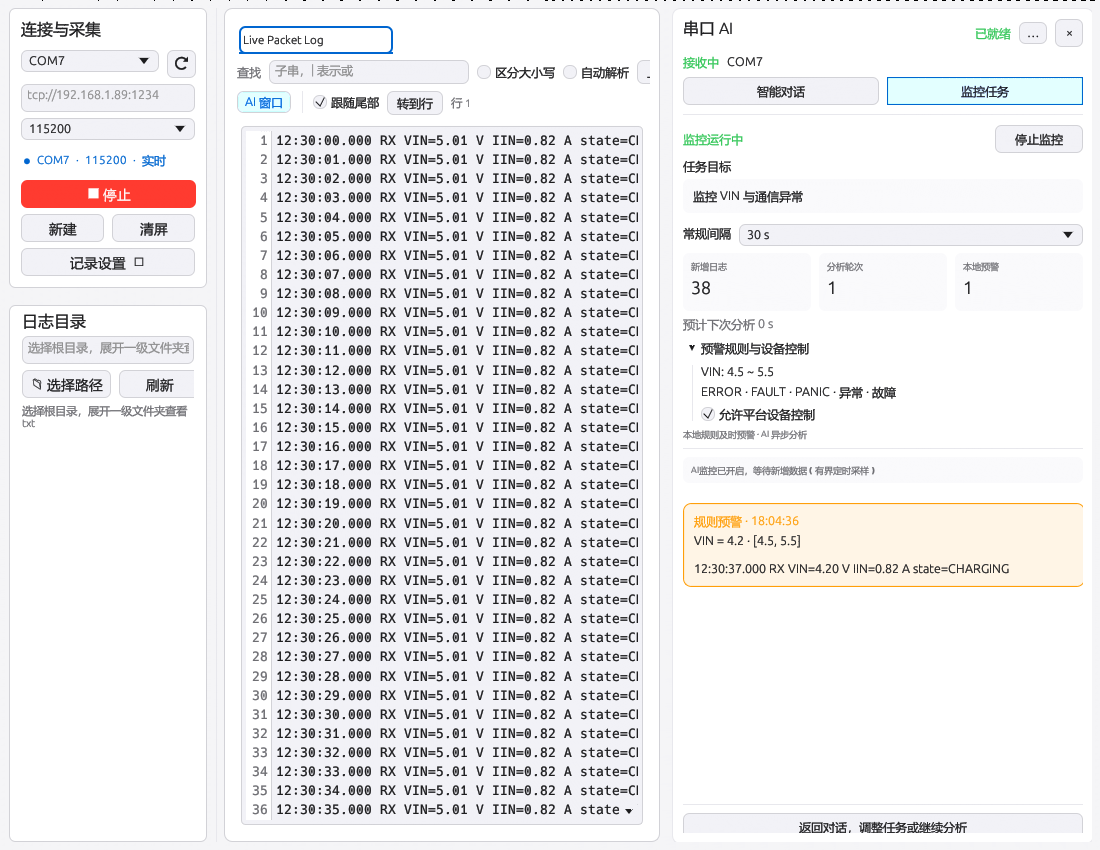 连接与采集
COM7
tcp://192.168.1.89:1234
115200
COM7 · 115200 · 实时
停止
新建
清屏
记录设置
日志目录
选择根目录，展开一级文件夹查
选择路径
刷新
选择根目录，展开一级文件夹查看
txt
Live Packet Log
查找
子串，| 表示或
区分大小写
自动解析
AI 窗口
跟随尾部
转到行
行 1
1 12:30:00.000 RX VIN=5.01 V IIN=0.82 A state=CH
2 12:30:01.000 RX VIN=5.01 V IIN=0.82 A state=CH
3 12:30:02.000 RX VIN=5.01 V IIN=0.82 A state=CH
4 12:30:03.000 RX VIN=5.01 V IIN=0.82 A state=CH
5 12:30:04.000 RX VIN=5.01 V IIN=0.82 A state=CH
6 12:30:05.000 RX VIN=5.01 V IIN=0.82 A state=CH
7 12:30:06.000 RX VIN=5.01 V IIN=0.82 A state=CH
8 12:30:07.000 RX VIN=5.01 V IIN=0.82 A state=CH
9 12:30:08.000 RX VIN=5.01 V IIN=0.82 A state=CH
10 12:30:09.000 RX VIN=5.01 V IIN=0.82 A state=CH
11 12:30:10.000 RX VIN=5.01 V IIN=0.82 A state=CH
12 12:30:11.000 RX VIN=5.01 V IIN=0.82 A state=CH
13 12:30:12.000 RX VIN=5.01 V IIN=0.82 A state=CH
14 12:30:13.000 RX VIN=5.01 V IIN=0.82 A state=CH
15 12:30:14.000 RX VIN=5.01 V IIN=0.82 A state=CH
16 12:30:15.000 RX VIN=5.01 V IIN=0.82 A state=CH
17 12:30:16.000 RX VIN=5.01 V IIN=0.82 A state=CH
18 12:30:17.000 RX VIN=5.01 V IIN=0.82 A state=CH
19 12:30:18.000 RX VIN=5.01 V IIN=0.82 A state=CH
20 12:30:19.000 RX VIN=5.01 V IIN=0.82 A state=CH
21 12:30:20.000 RX VIN=5.01 V IIN=0.82 A state=CH
22 12:30:21.000 RX VIN=5.01 V IIN=0.82 A state=CH
23 12:30:22.000 RX VIN=5.01 V IIN=0.82 A state=CH
24 12:30:23.000 RX VIN=5.01 V IIN=0.82 A state=CH
25 12:30:24.000 RX VIN=5.01 V IIN=0.82 A state=CH
26 12:30:25.000 RX VIN=5.01 V IIN=0.82 A state=CH
27 12:30:26.000 RX VIN=5.01 V IIN=0.82 A state=CH
28 12:30:27.000 RX VIN=5.01 V IIN=0.82 A state=CH
29 12:30:28.000 RX VIN=5.01 V IIN=0.82 A state=CH
30 12:30:29.000 RX VIN=5.01 V IIN=0.82 A state=CH
31 12:30:30.000 RX VIN=5.01 V IIN=0.82 A state=CH
32 12:30:31.000 RX VIN=5.01 V IIN=0.82 A state=CH
33 12:30:32.000 RX VIN=5.01 V IIN=0.82 A state=CH
34 12:30:33.000 RX VIN=5.01 V IIN=0.82 A state=CH
35 12:30:34.000 RX VIN=5.01 V IIN=0.82 A state=CH
36 12:30:35.000 RX VIN=5.01 V IIN=0.82 A state
串口 AI
已就绪
...
×
接收中 COM7
智能对话
监控任务
监控运行中
停止监控
任务目标
监控 VIN 与通信异常
常规间隔
30 s
新增日志
38
分析轮次
1
本地预警
1
预计下次分析 0 s
预警规则与设备控制
VIN: 4.5 ~ 5.5
ERROR · FAULT · PANIC · 异常 · 故障
允许平台设备控制
本地规则及时预警 · AI 异步分析
AI监控已开启，等待新增数据（有界定时采样）
规则预警 · 18:04:36
VIN = 4.2 · [4.5, 5.5]
12:30:37.000 RX VIN=4.20 V IIN=0.82 A state=CHARGING
返回对话，调整任务或继续分析